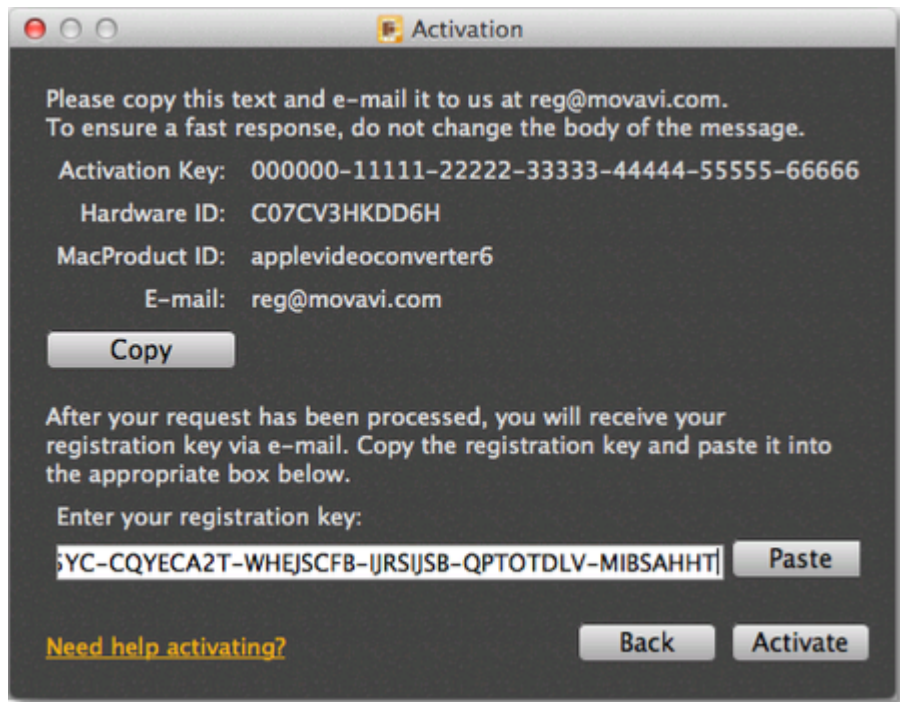 Activation
Please copy this text and e-mail it to us at reg@movavi.com.
To ensure a fast response, do not change the body of the message.
Activation Key: 000000-11111-22222-33333-44444-55555-66666
Hardware ID: C07CV3HKDD6H
MacProduct ID: applevideoconverter6
E-mail: reg@movavi.com
Copy
After your request has been processed, you will receive your
registration key via e-mail. Copy the registration key and paste it into
the appropriate box below.
Enter your registration key:
YC-CQYECA2T-WHEJSCFB-IJRSIJSB-QPTOTDLV-MIBSAHHT Paste
Need help activating? Back Activate